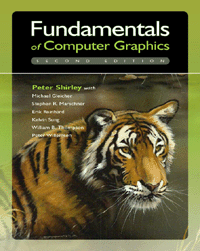 Fundamentals
of Computer Graphics
SECOND EDITION
Peter Shirley with
Michael Gleicher
Stephen R. Marschner
Erik Reinhard
Kelvin Sung
William B. Thompson
Peter Willemsen